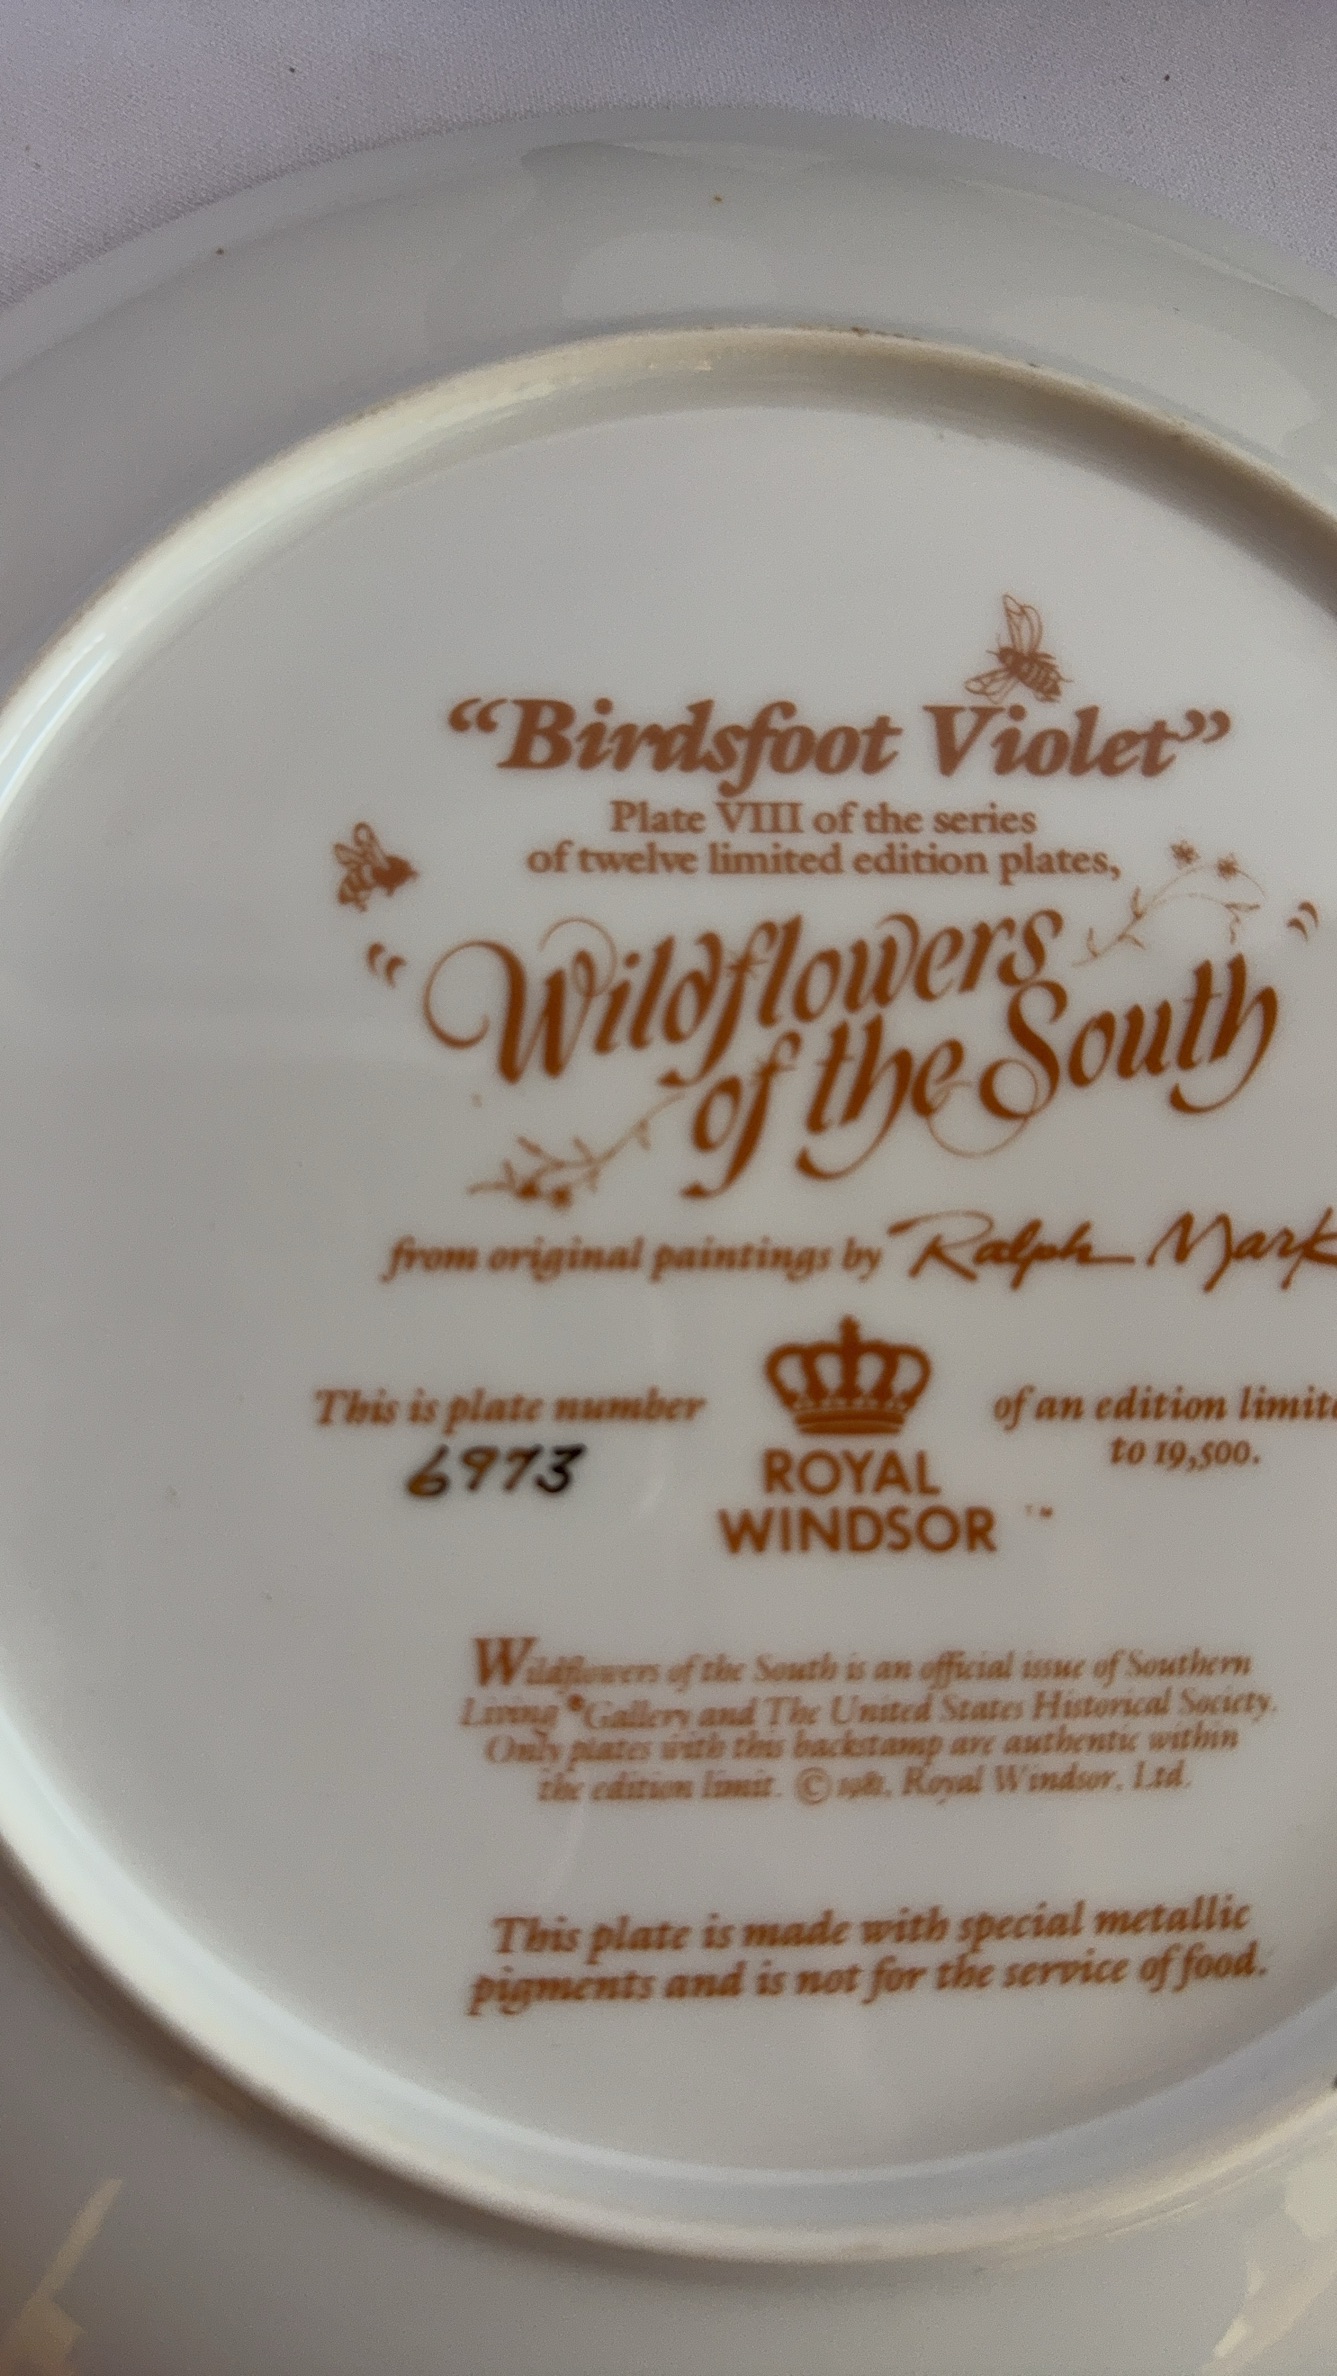 “Birdsfoot Violet”
Plate VIII of the series
of twelve limited edition plates,
“Wildflowers
of the South”
from original paintings by Ralph Mark
This is plate number
6973
ROYAL
WINDSOR ™
of an edition limite
to 19,500.
Wildflowers of the South is an official issue of Southern
Living® Gallery and The United States Historical Society.
Only plates with this backstamp are authentic within
the edition limit. © Royal Windsor, Ltd.
This plate is made with special metallic
pigments and is not for the service of food.